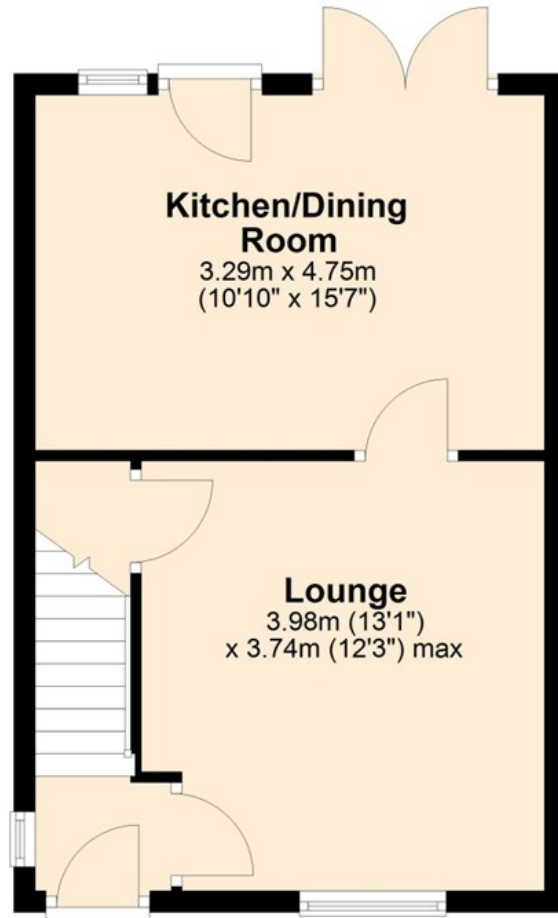 Kitchen/Dining
Room
3.29m x 4.75m
(10'10" x 15'7")
Lounge
3.98m (13'1")
x 3.74m (12'3") max